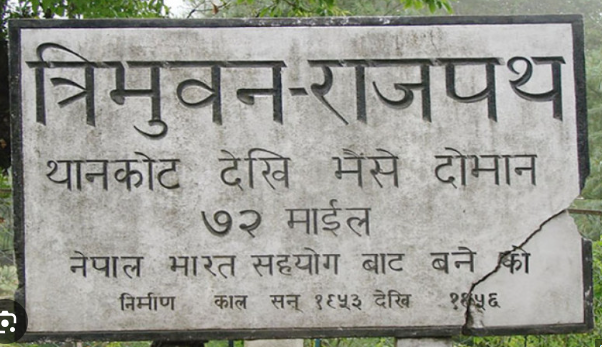 त्रिभुवन-राजपथ
थानकोट देखि भैंसे दोभान
७२ माईल
नेपाल भारत सहयोग बाट बने को
निर्माण काल सन् १९५३ देखि १९५६